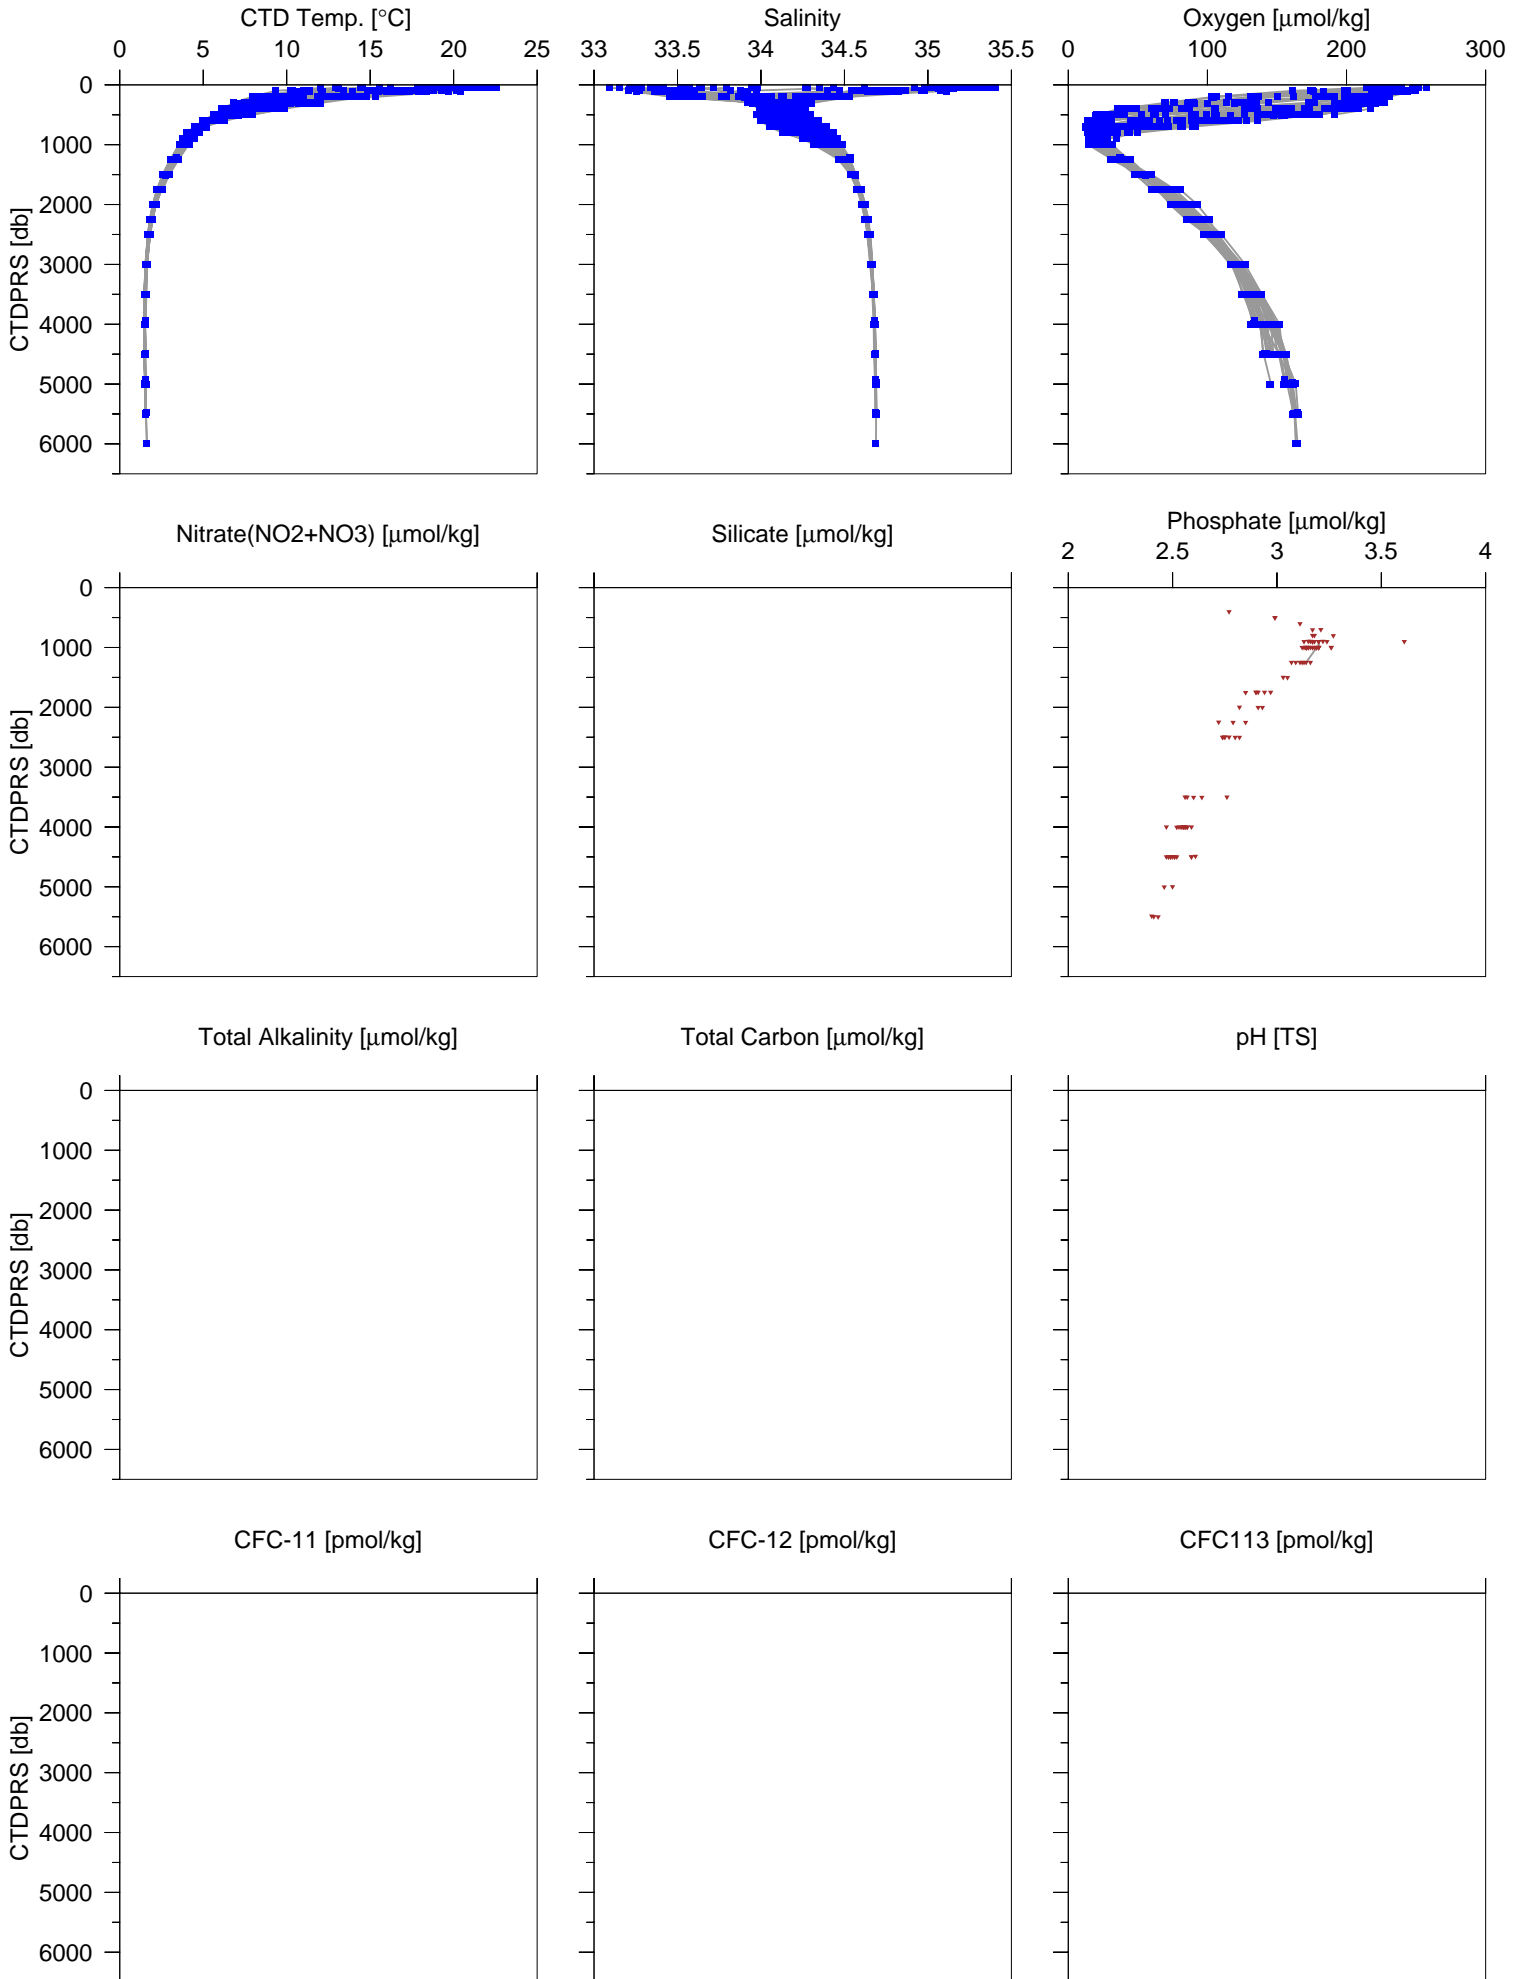 CTD Temp. [°C] Salinity Oxygen [μmol/kg]
0 5 10 15 20 25 33 33.5 34 34.5 35 35.5 0 100 200 300
0
1000
2000
3000
4000
5000
6000
CTDPRS [db]
Nitrate(NO2+NO3) [μmol/kg] Silicate [μmol/kg] Phosphate [μmol/kg]
2 2.5 3 3.5 4
0
1000
2000
3000
4000
5000
6000
CTDPRS [db]
Total Alkalinity [μmol/kg] Total Carbon [μmol/kg] pH [TS]
0
1000
2000
3000
4000
5000
6000
CTDPRS [db]
CFC-11 [pmol/kg] CFC-12 [pmol/kg] CFC113 [pmol/kg]
0
1000
2000
3000
4000
5000
6000
CTDPRS [db]